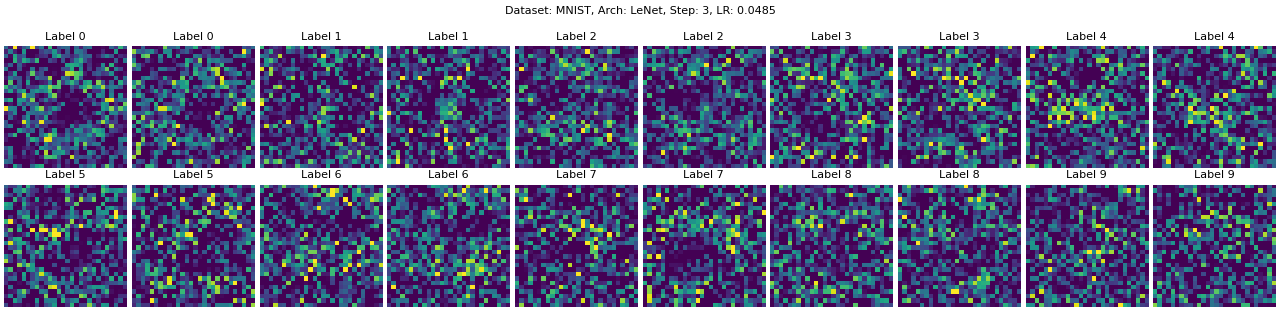 Dataset: MNIST, Arch: LeNet, Step: 3, LR: 0.0485
Label 0 Label 0 Label 1 Label 1 Label 2 Label 2 Label 3 Label 3 Label 4 Label 4
Label 5 Label 5 Label 6 Label 6 Label 7 Label 7 Label 8 Label 8 Label 9 Label 9